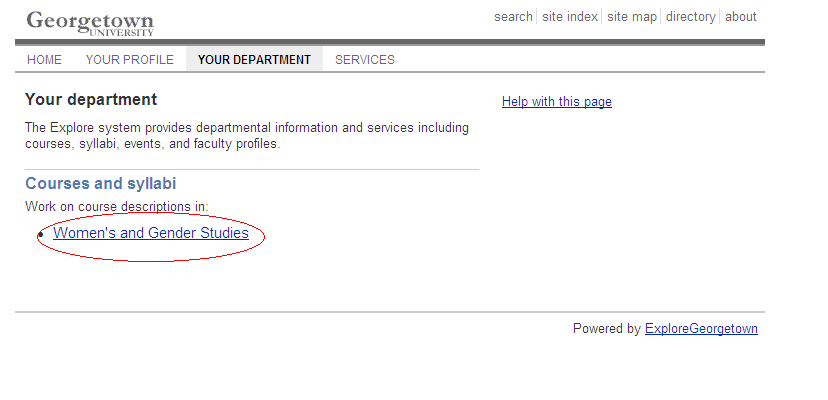 Georgetown
UNIVERSITY
search | site index | site map | directory | about
HOME YOUR PROFILE YOUR DEPARTMENT SERVICES
Your department
Help with this page
The Explore system provides departmental information and services including
courses, syllabi, events, and faculty profiles.
Courses and syllabi
Work on course descriptions in:
• Women's and Gender Studies
Powered by ExploreGeorgetown